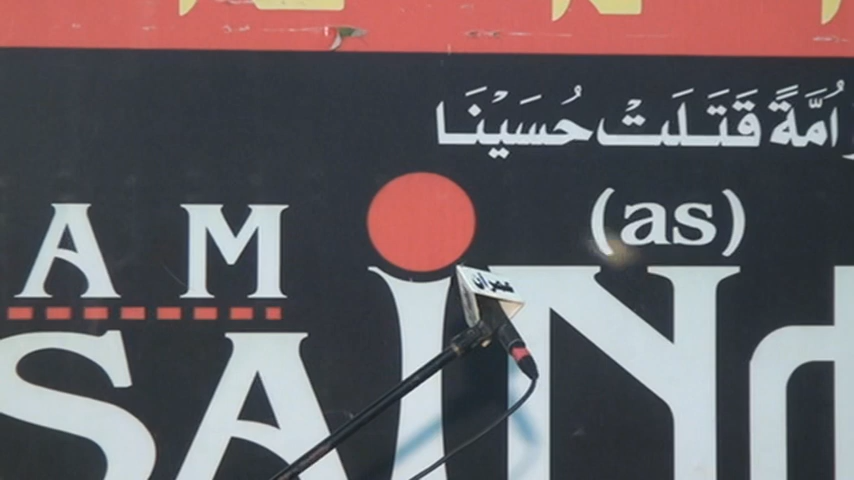 اُمَّةً قَتَلَتْ حُسَيْنَا
(as)
AM
عمران
SAIN